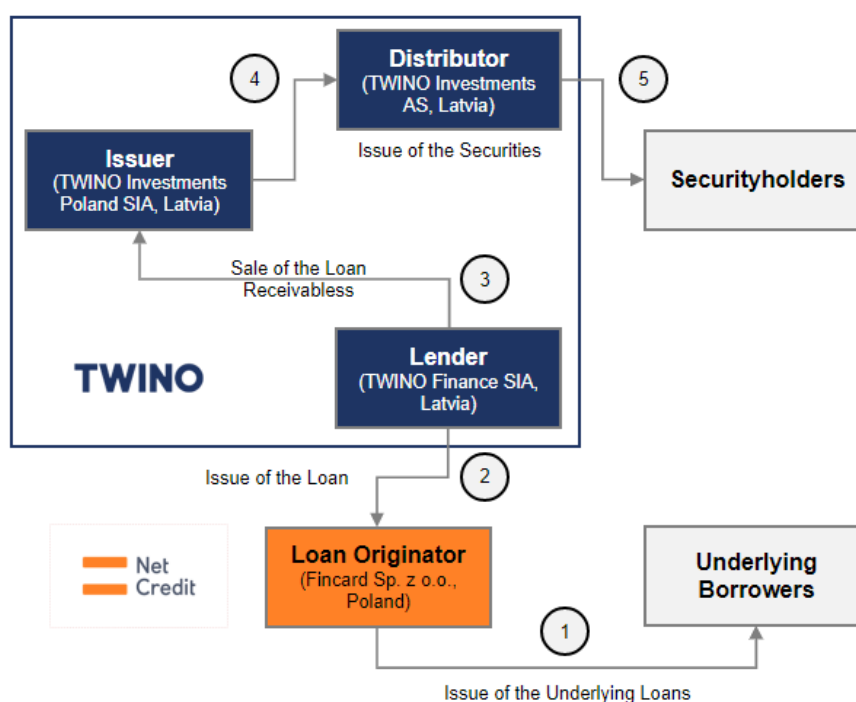 Distributor
(TWINO Investments
AS, Latvia)
4
5
Issue of the Securities
Issuer
(TWINO Investments
Poland SIA, Latvia)
Securityholders
Sale of the Loan
Receivabless
3
TWINO
Lender
(TWINO Finance SIA,
Latvia)
Issue of the Loan
2
Net
Credit
Loan Originator
(Fincard Sp. z o.o.,
Poland)
Underlying
Borrowers
1
Issue of the Underlying Loans